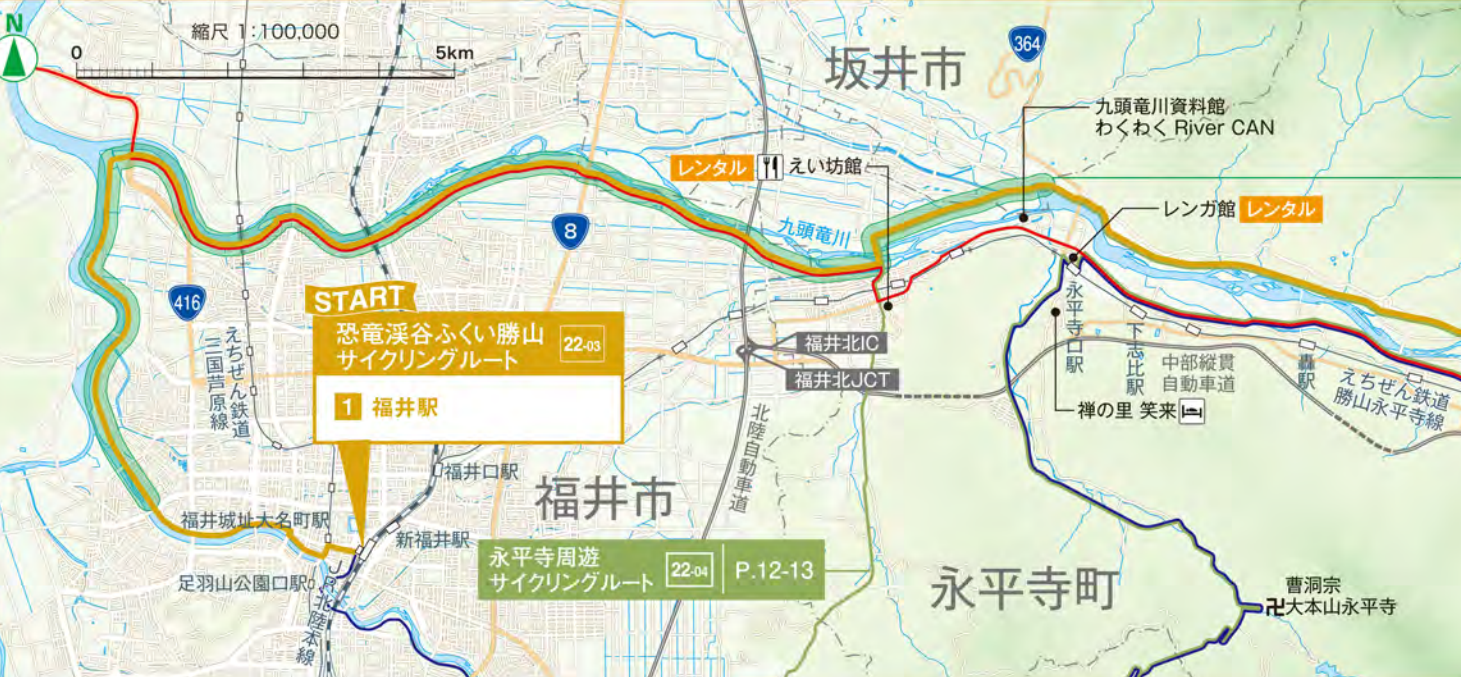 N
縮尺 1:100,000
0
5km
364
坂井市
九頭竜川資料館
わくわく River CAN
レンタル
えい坊館
レンガ館 レンタル
九頭竜川
8
416
START
恐竜渓谷ふくい勝山
サイクリングルート
22-03
1 福井駅
えちぜん鉄道
三国芦原線
福井北IC
福井北JCT
永平寺口駅
下志比駅
中部縦貫
自動車道
轟駅
えちぜん鉄道
勝山永平寺線
禅の里 笑来
北陸自動車道
福井口駅
福井市
福井城址大名町駅
新福井駅
足羽山公園口駅
JR北陸本線
永平寺周遊
サイクリングルート
22-04
P.12-13
永平寺町
曹洞宗
卍大本山永平寺